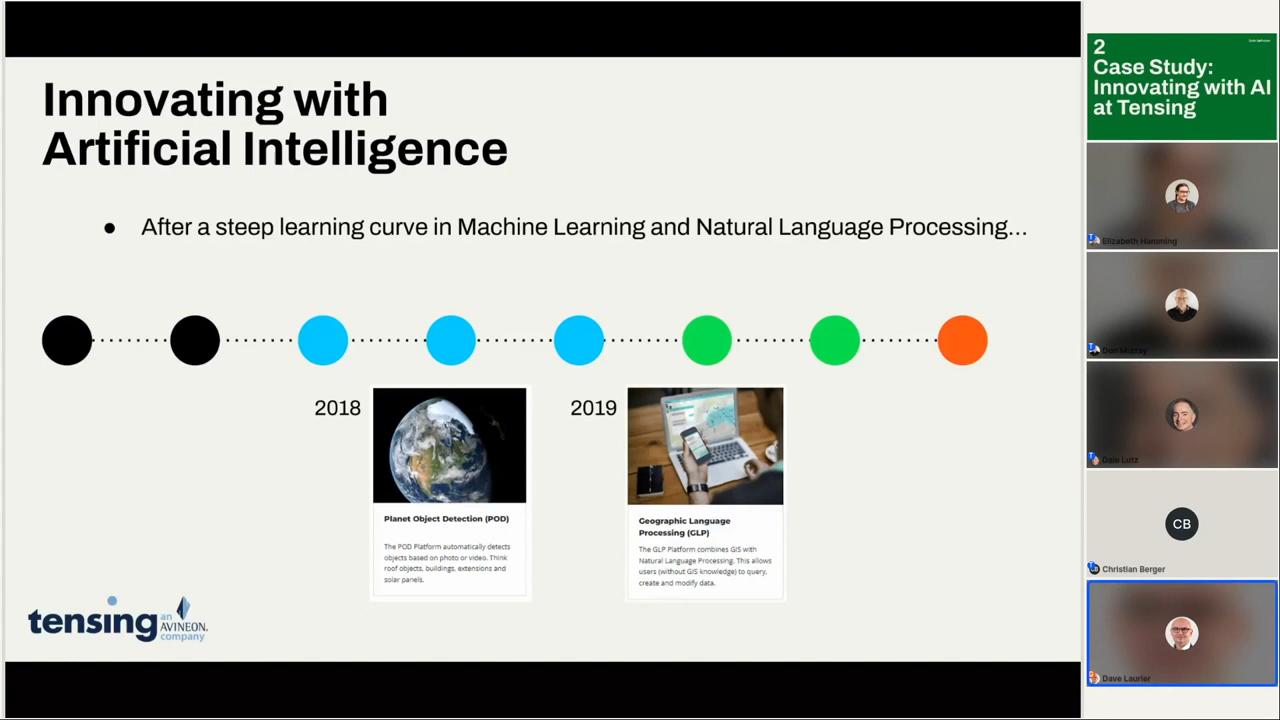 Innovating with
Artificial Intelligence
● After a steep learning curve in Machine Learning and Natural Language Processing...
2018
Planet Object Detection (POD)
The POD Platform automatically detects
objects based on photo or video. Think
roof objects, buildings, extensions and
solar panels.
2019
Geographic Language
Processing (GLP)
The GLP Platform combines GIS with
Natural Language Processing. This allows
users (without GIS knowledge) to query,
create and modify data.
tensing
an
AVINEON.
company
2
Case Study:
Innovating with AI
at Tensing
Elizabeth Hamming
Don Murray
Dale Lutz
CB
Christian Berger
Dave Laurier